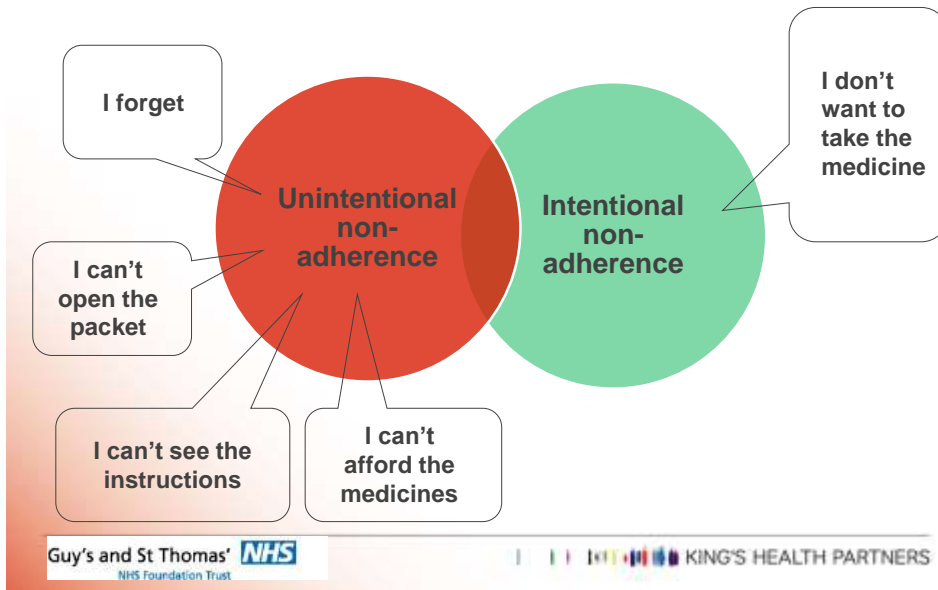 I forget
I don't
want to
take the
medicine
Unintentional
non-
adherence
Intentional
non-
adherence
I can't
open the
packet
I can't see the
instructions
I can't
afford the
medicines
Guy's and St Thomas' NHS
NHS Foundation Trust
KING'S HEALTH PARTNERS